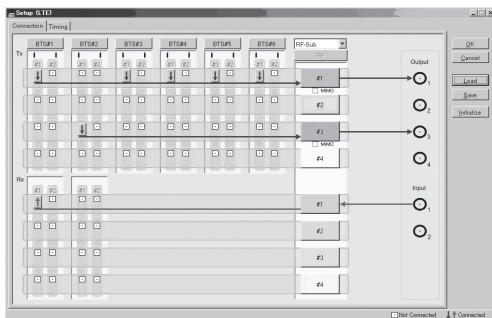 Setup (LTE)
Connection Timing
BTS#1 BTS#2 BTS#3 BTS#4 BTS#5 BTS#6 RF-Sub
Tx
RF
Output
#1 #2 #1 #2 #1 #2 #1 #2 #1 #2 #1 #2
#1
1
MIMO
#2
2
#3
3
MIMO
#4
4
Rx
Input
#1 #2 #1 #2
#1
1
#2
2
#3
#4
OK
Cancel
Load
Save
Initialize
Not Connected Connected